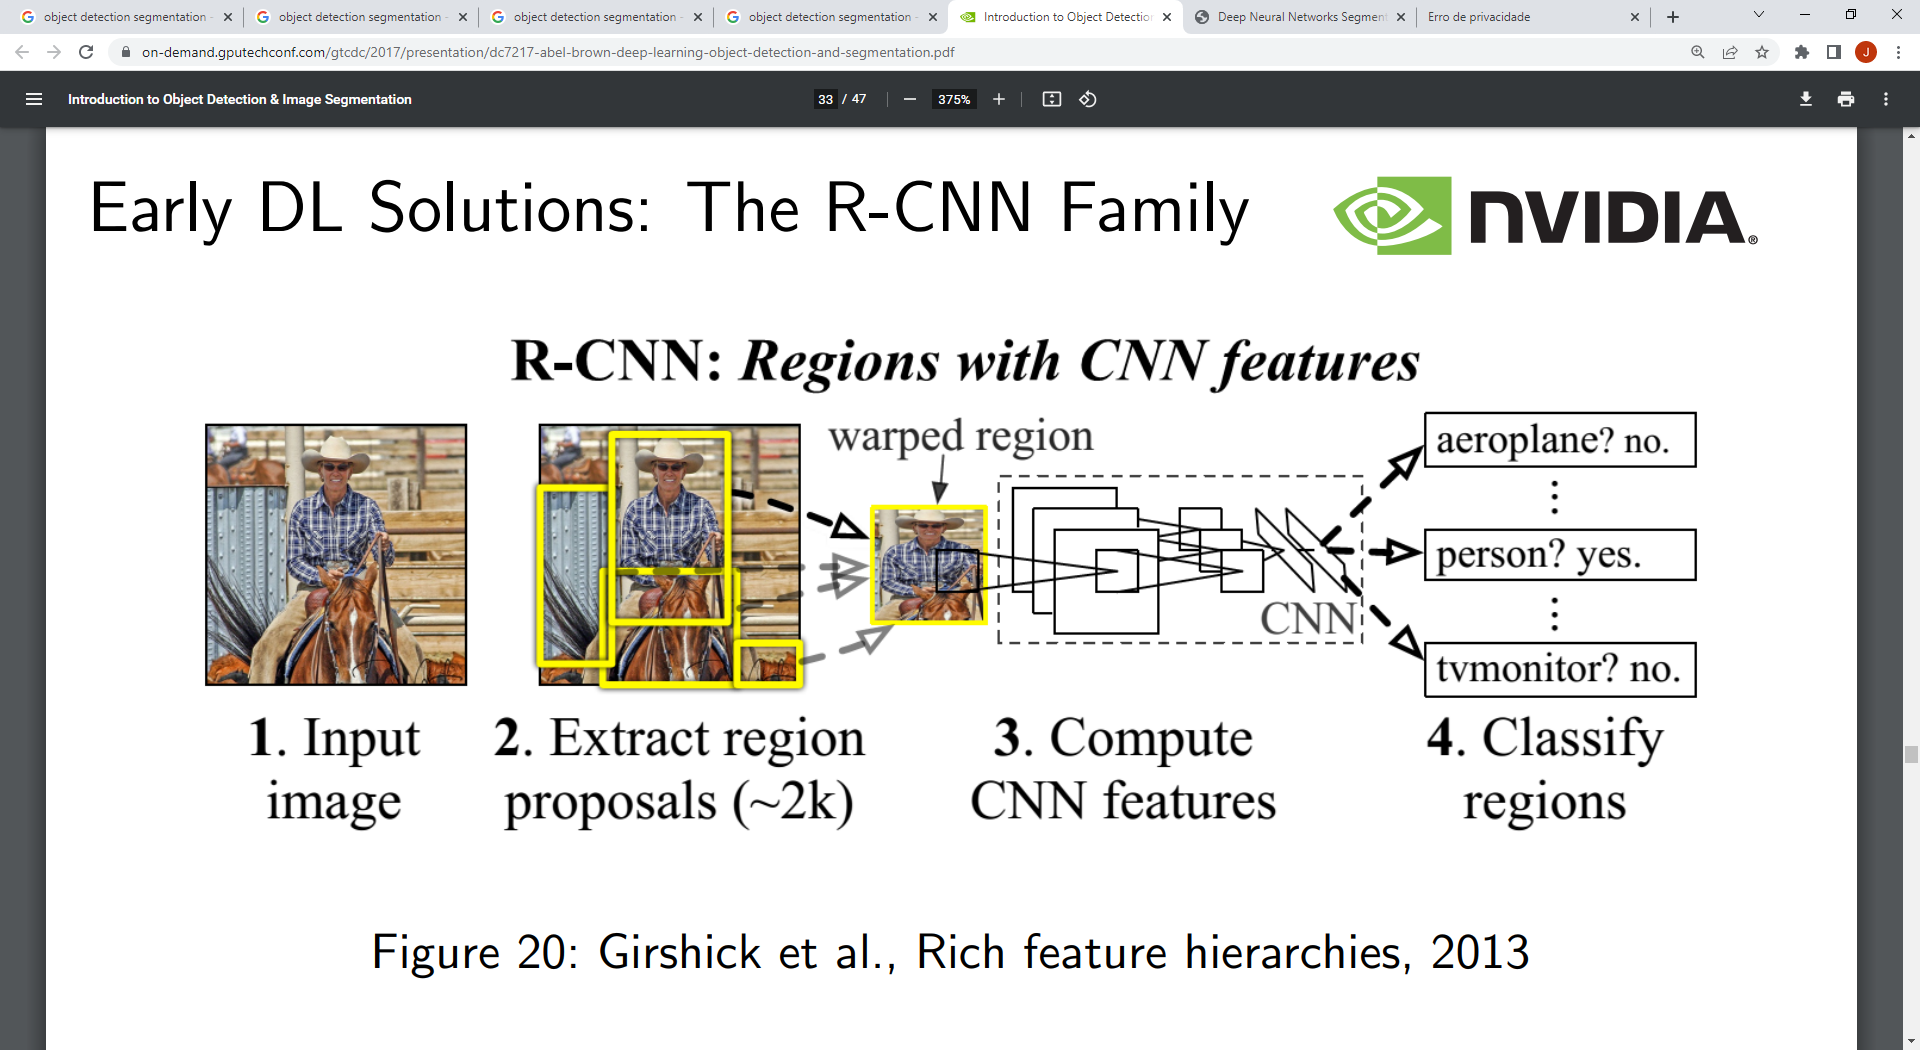 object detection segmentation -
object detection segmentation -
object detection segmentation -
object detection segmentation -
Introduction to Object Detectio
Deep Neural Networks Segment
Erro de privacidade
on-demand.gputechconf.com/gtcdc/2017/presentation/dc7217-abel-brown-deep-learning-object-detection-and-segmentation.pdf
J
Introduction to Object Detection & Image Segmentation
33 / 47
375%
Early DL Solutions: The R-CNN Family
NVIDIA®
R-CNN: Regions with CNN features
warped region
aeroplane? no.
person? yes.
CNN
tvmonitor? no.
1. Input image
2. Extract region proposals (~2k)
3. Compute CNN features
4. Classify regions
Figure 20: Girshick et al., Rich feature hierarchies, 2013